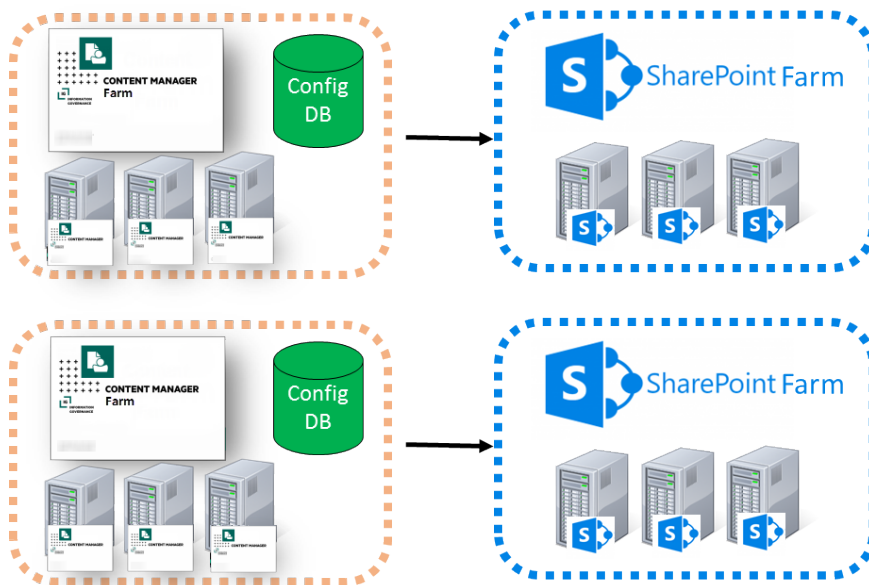 CONTENT MANAGER
Farm
INFORMATION
GOVERNANCE
Config
DB
S
SharePoint Farm
CONTENT MANAGER
CONTENT MANAGER
CONTENT MANAGER
S
S
S
CONTENT MANAGER
Farm
INFORMATION
GOVERNANCE
Config
DB
S
SharePoint Farm
CONTENT MANAGER
CONTENT MANAGER
CONTENT MANAGER
S
S
S